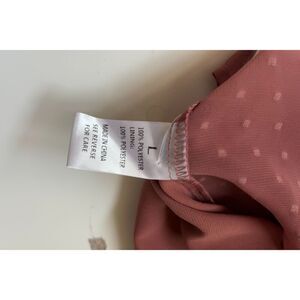 L
100% POLYESTER
LINING:
100% POLYESTER
MADE IN CHINA
SEE REVERSE
FOR CARE